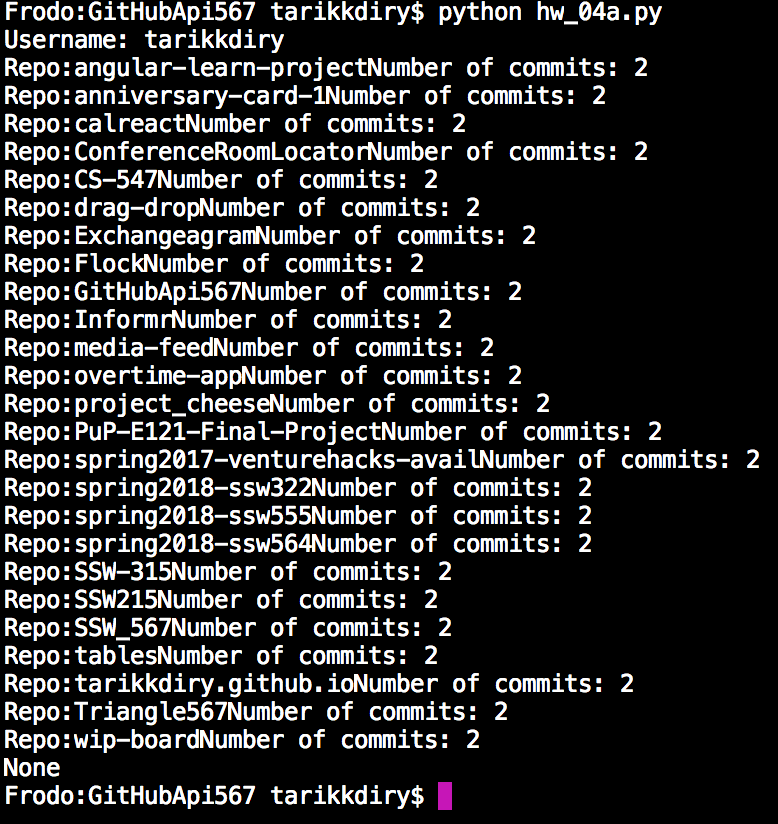 Frodo:GitHubApi567 tarikkdiry$ python hw_04a.py
Username: tarikkdiry
Repo:angular-learn-projectNumber of commits: 2
Repo:anniversary-card-1Number of commits: 2
Repo:calreactNumber of commits: 2
Repo:ConferenceRoomLocatorNumber of commits: 2
Repo:CS-547Number of commits: 2
Repo:drag-dropNumber of commits: 2
Repo:ExchangeagramNumber of commits: 2
Repo:FlockNumber of commits: 2
Repo:GitHubApi567Number of commits: 2
Repo:InformrNumber of commits: 2
Repo:media-feedNumber of commits: 2
Repo:overtime-appNumber of commits: 2
Repo:project_cheeseNumber of commits: 2
Repo:PuP-E121-Final-ProjectNumber of commits: 2
Repo:spring2017-venturehacks-availNumber of commits: 2
Repo:spring2018-ssw322Number of commits: 2
Repo:spring2018-ssw555Number of commits: 2
Repo:spring2018-ssw564Number of commits: 2
Repo:SSW-315Number of commits: 2
Repo:SSW215Number of commits: 2
Repo:SSW_567Number of commits: 2
Repo:tablesNumber of commits: 2
Repo:tarikkdiry.github.ioNumber of commits: 2
Repo:Triangle567Number of commits: 2
Repo:wip-boardNumber of commits: 2
None
Frodo:GitHubApi567 tarikkdiry$